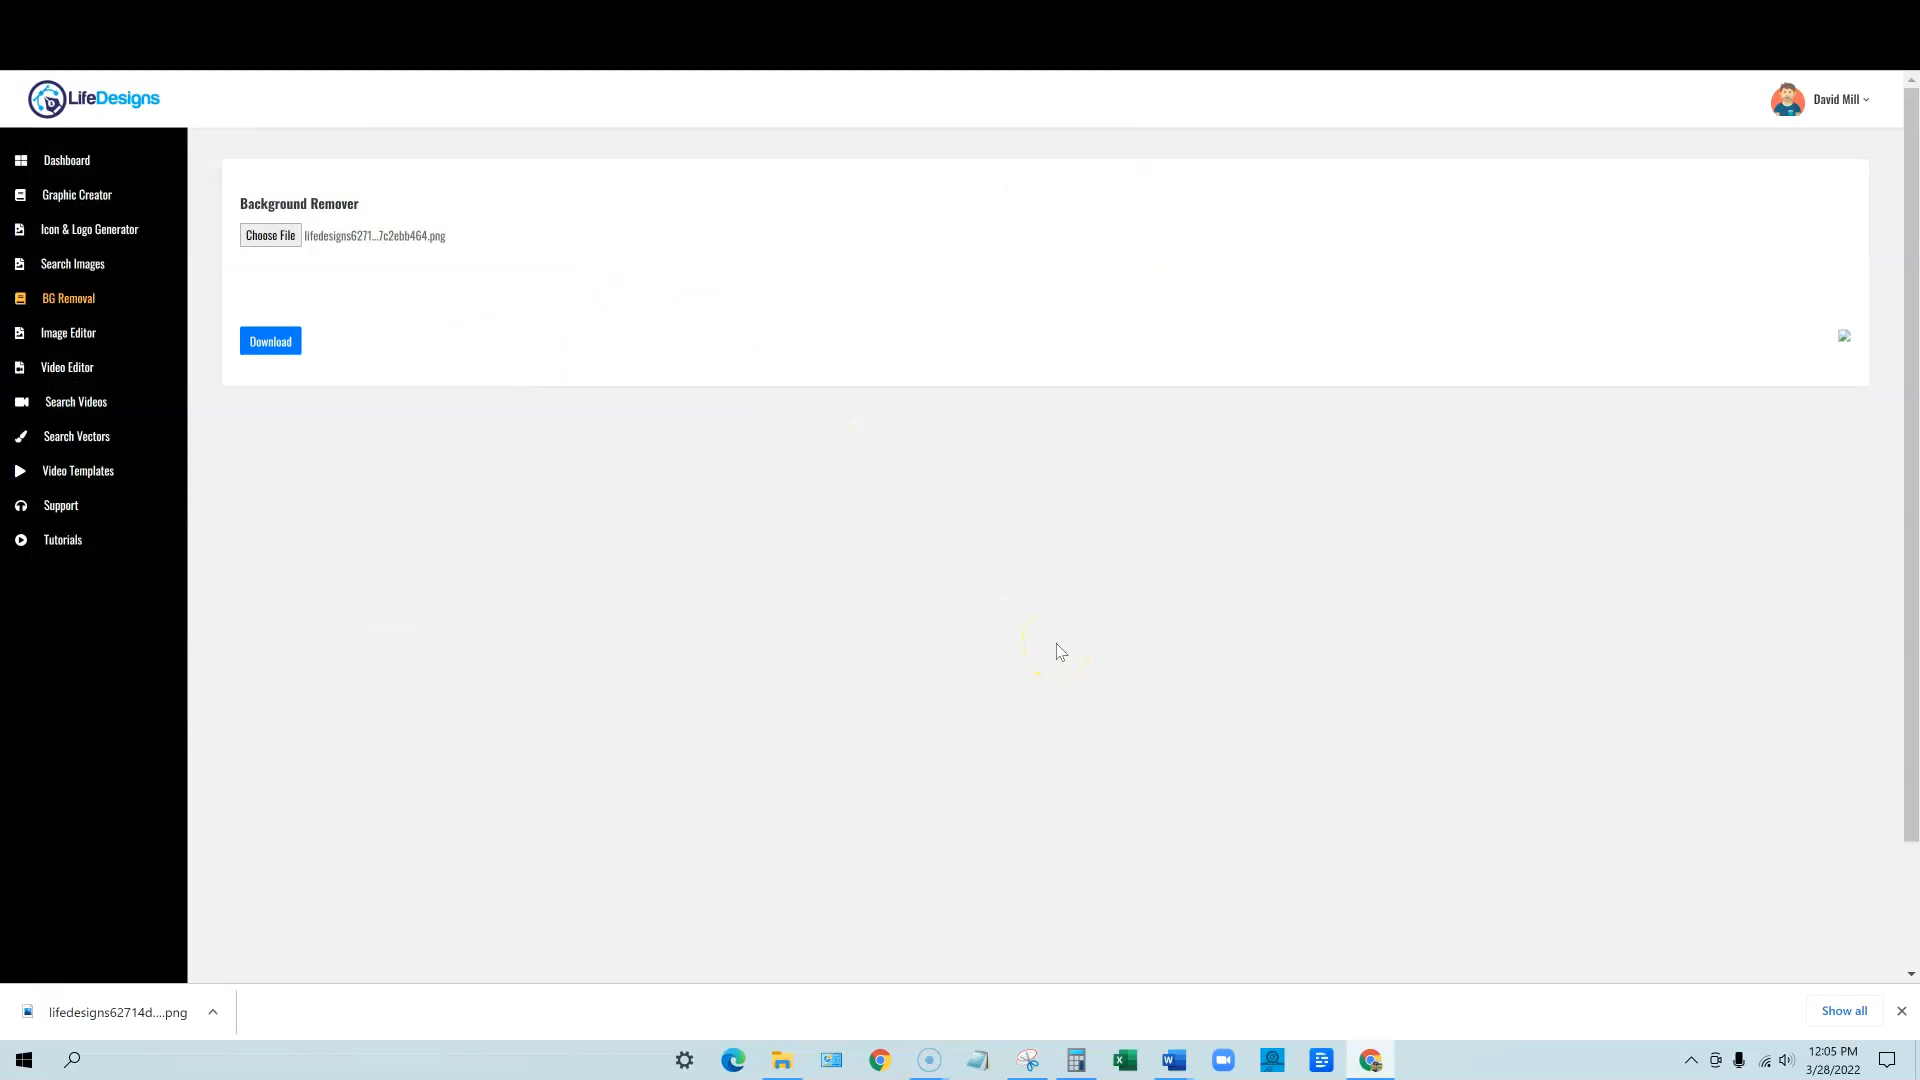 LifeDesigns
David Mill
Dashboard
Graphic Creator
Icon & Logo Generator
Search Images
BG Removal
Image Editor
Video Editor
Search Videos
Search Vectors
Video Templates
Support
Tutorials
Background Remover
Choose File lifedesigns6271...7c2ebb464.png
Download
lifedesigns62714d....png
Show all
12:05 PM
3/28/2022